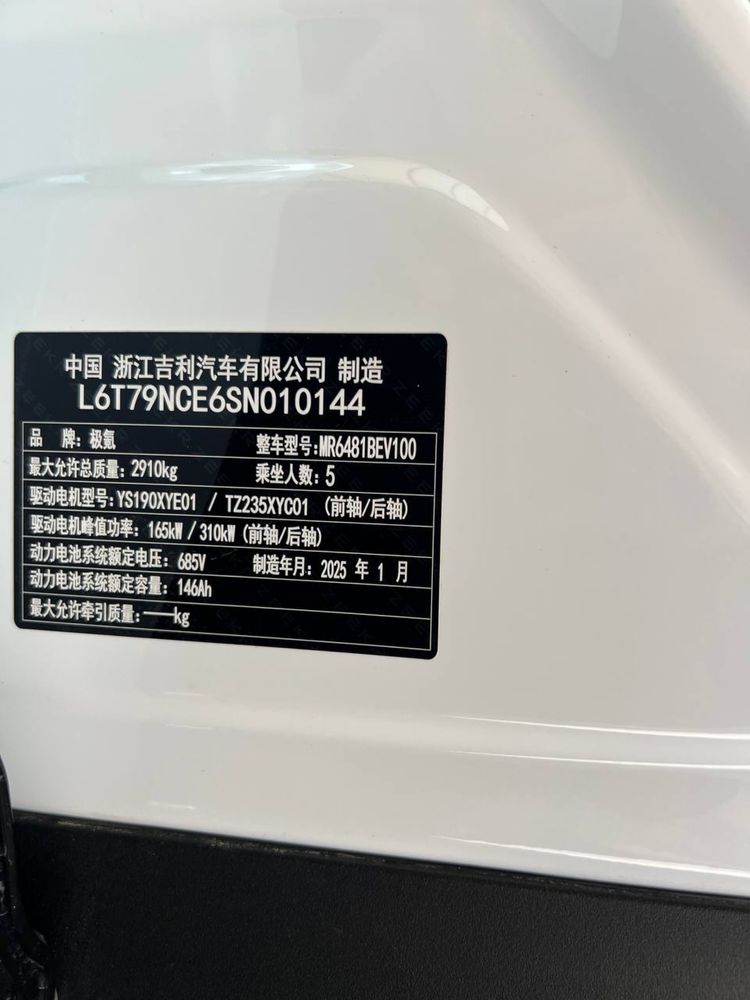 中国 浙江吉利汽车有限公司 制造
L6T79NCE6SN010144
品 牌:极氪 整车型号:MR6481BEV100
最大允许总质量:2910kg 乘坐人数:5
驱动电机型号:YS190XYE01 / TZ235XYC01 (前轴/后轴)
驱动电机峰值功率: 165kW / 310kW (前轴/后轴)
动力电池系统额定电压: 685V 制造年月: 2025 年 1 月
动力电池系统额定容量: 146Ah
最大允许牵引质量:——kg